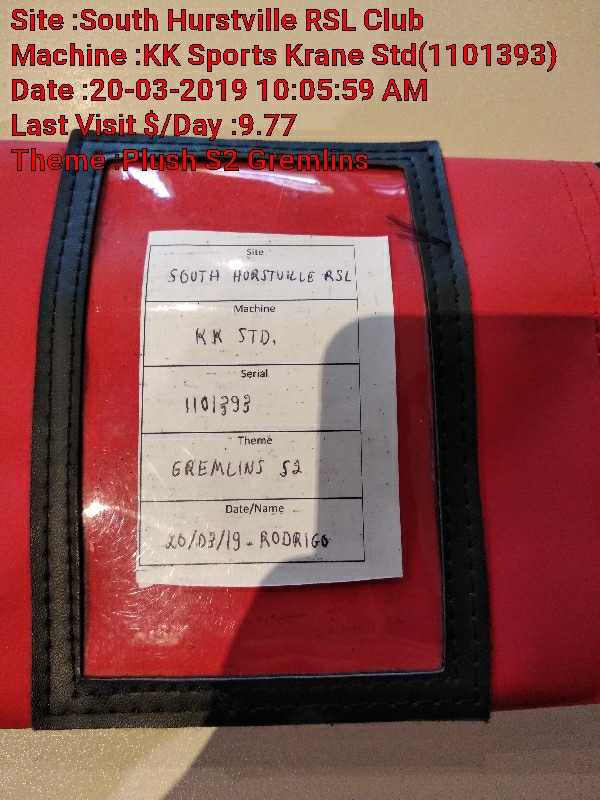 Site :South Hurstville RSL Club
Machine :KK Sports Krane Std(1101393)
Date :20-03-2019 10:05:59 AM
Last Visit $/Day :9.77
Theme :Plush S2 Gremlins
Site
SOUTH HURSTVILLE RSL
Machine
KK STD.
Serial
1101393
Theme
GREMLINS S2
Date/Name
20/03/19 - RODRIGO